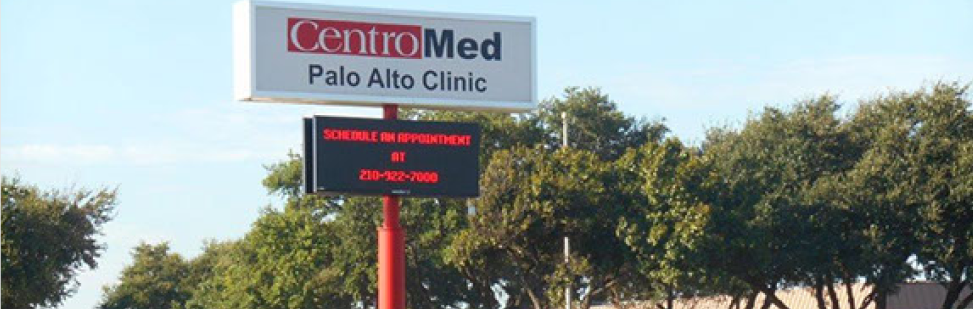 CentroMed
Palo Alto Clinic
SCHEDULE AN APPOINTMENT
AT
210-922-7000